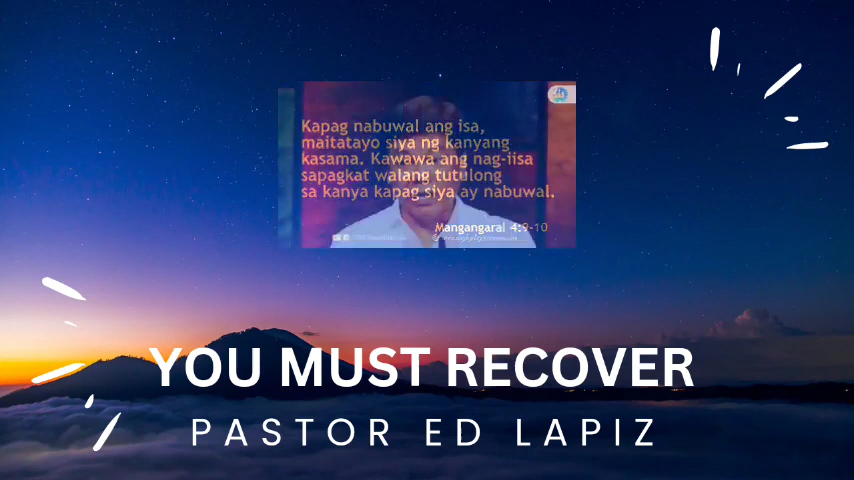 Kapag nabuwal ang isa,
maitatayo siya ng kanyang
kasama. Kawawa ang nag-iisa
sapagkat walang tutulong
sa kanya kapag siya ay nabuwal.
Mangangaral 4:9-10
YOU MUST RECOVER
PASTOR ED LAPIZ